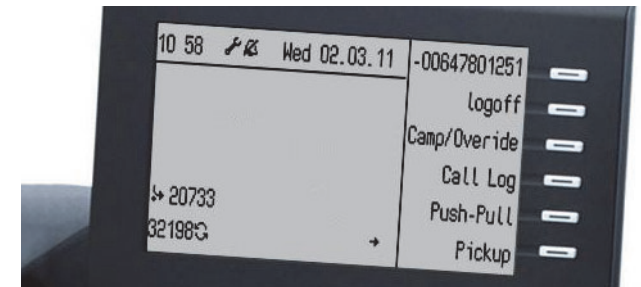 10 58 Wed 02.03.11
-00647801251
logoff
Camp/Overide
Call Log
Push-Pull
Pickup
20733
32198